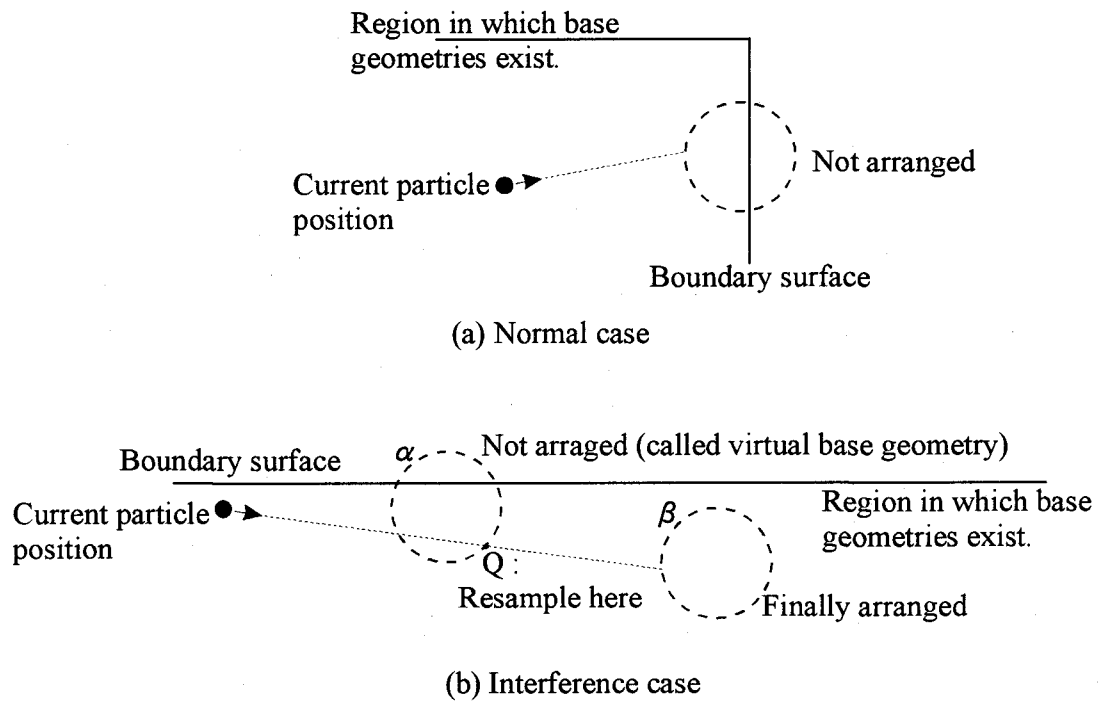 Region in which base
geometries exist.
Not arranged
Current particle
position
Boundary surface
(a) Normal case
α
Not arraged (called virtual base geometry)
Boundary surface
Current particle
position
β
Region in which base
geometries exist.
Q :
Resample here
Finally arranged
(b) Interference case